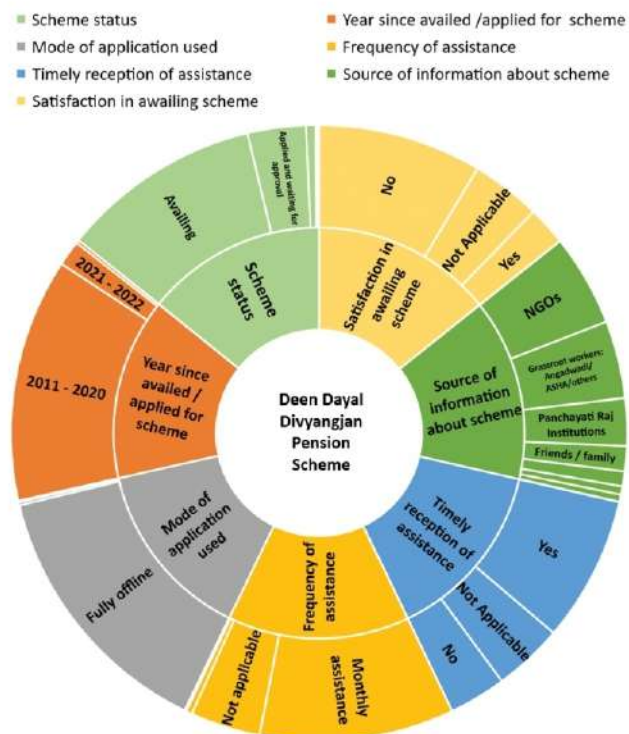 Scheme status
Year since availed /applied for scheme
Mode of application used
Frequency of assistance
Timely reception of assistance
Source of information about scheme
Satisfaction in awailing scheme
Deen Dayal
Divyangjan
Pension
Scheme
Satisfaction in
awailing
scheme
No
Not Applicable
Yes
Source of
information
about scheme
NGOs
Grassroot workers:
Angadwadi/
ASHA/others
Panchayati Raj
Institutions
Friends / family
Timely
reception of
assistance
Yes
Not Applicable
No
Frequency of
assistance
Monthly
assistance
Not applicable
Mode of
application
used
Fully offline
Year since
availed /
applied for
scheme
2011 - 2020
2021 - 2022
Scheme
status
Availing
Applied and waiting for
approval